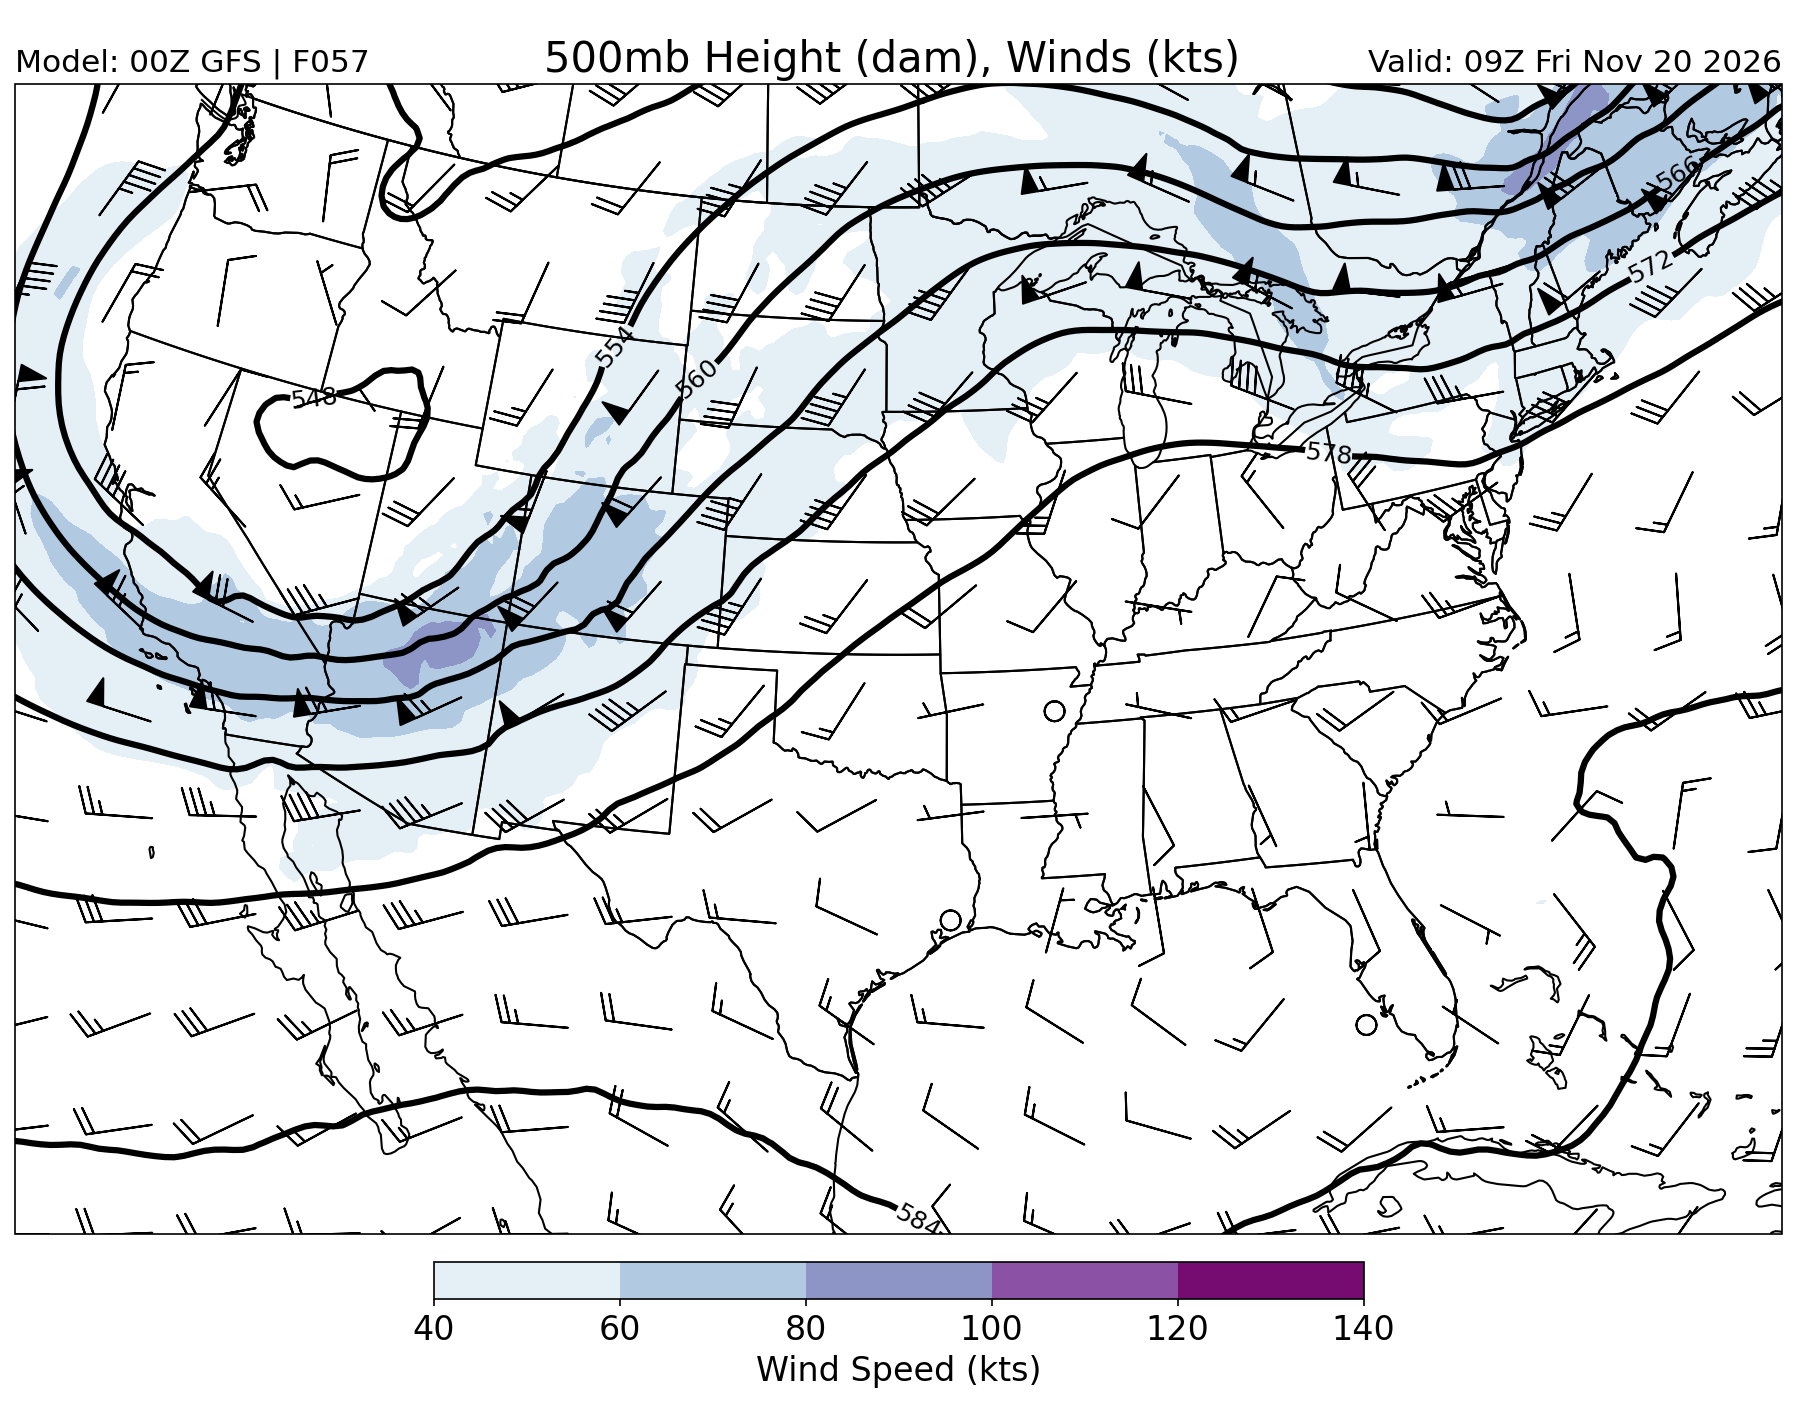 Model: 00Z GFS | F057
500mb Height (dam), Winds (kts)
Valid: 09Z Fri Nov 20 2026
566
572
554
560
548
578
584
40 60 80 100 120 140
Wind Speed (kts)